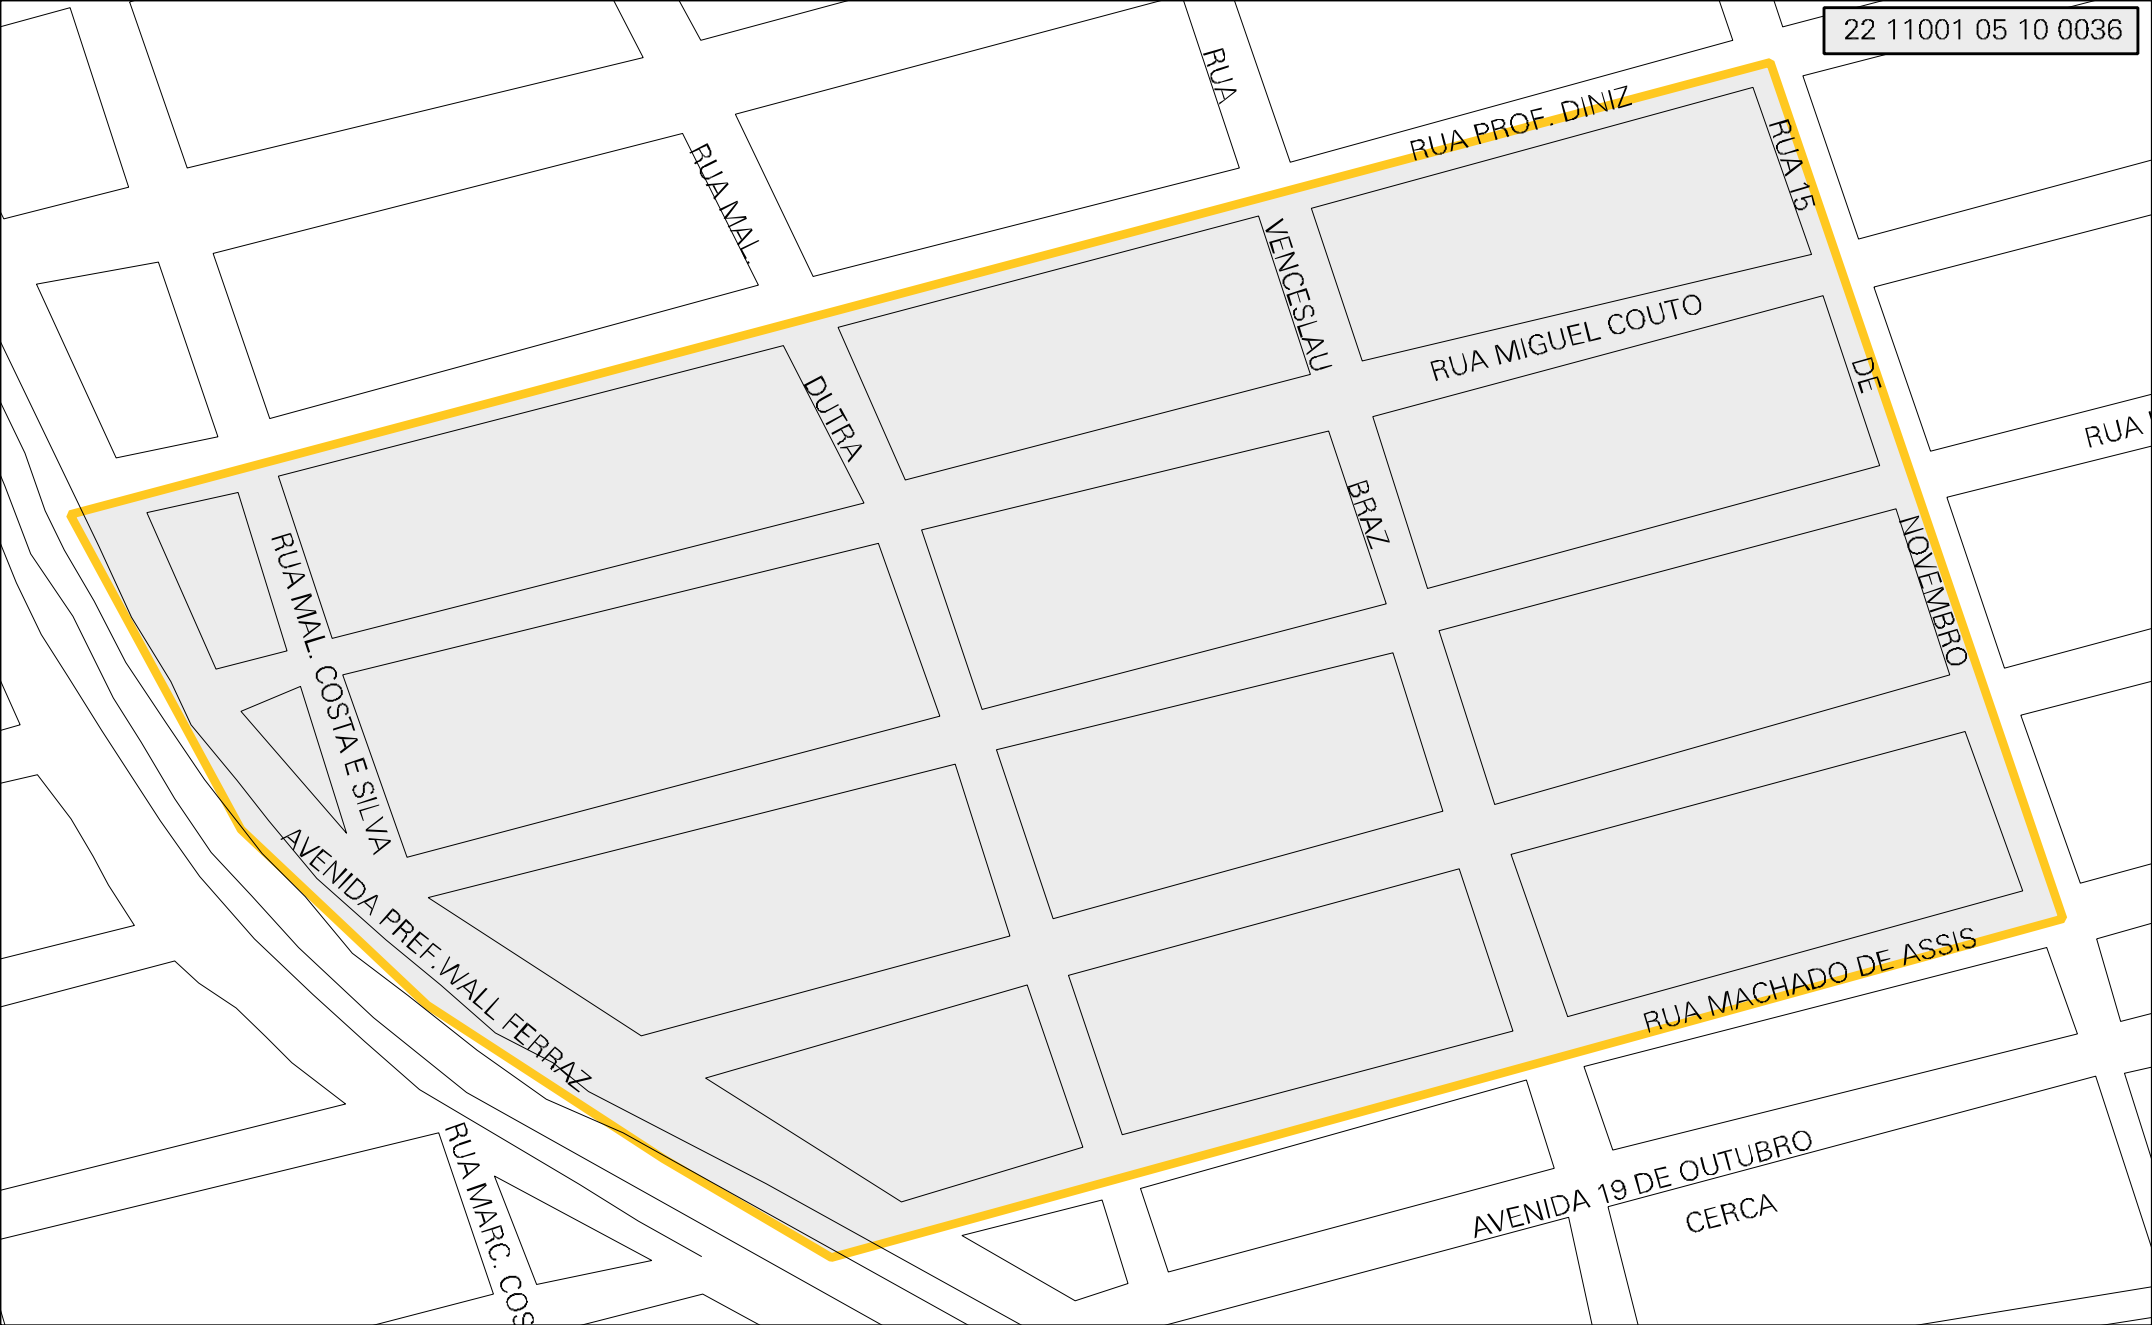 22 11001 05 10 0036
RUA
RUA PROF. DINIZ
RUA 15
RUA MAL.
VENCESLAU
RUA MIGUEL COUTO
DE
DUTRA
RUA
BRAZ
NOVEMBRO
RUA MAL. COSTA E SILVA
AVENIDA PREF. WALL FERRAZ
RUA MACHADO DE ASSIS
RUA MARC. COS
AVENIDA 19 DE OUTUBRO
CERCA